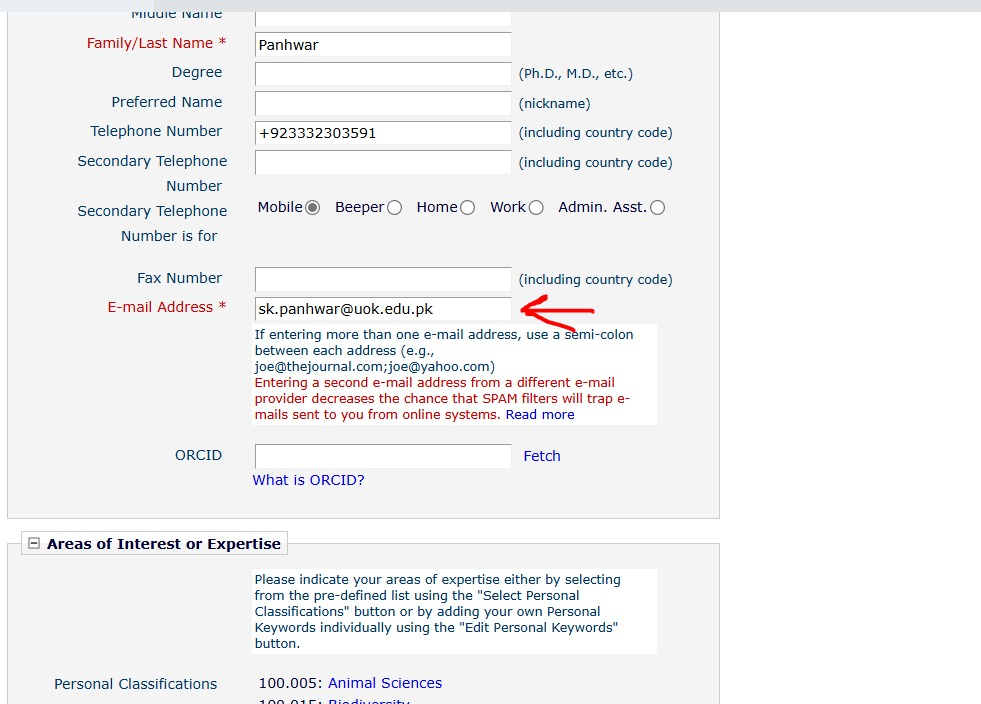 Middle Name
Family/Last Name * Panhwar
Degree (Ph.D., M.D., etc.)
Preferred Name (nickname)
Telephone Number +923332303591 (including country code)
Secondary Telephone Number (including country code)
Secondary Telephone Number is for Mobile Beeper Home Work Admin. Asst.
Fax Number (including country code)
E-mail Address * sk.panhwar@uok.edu.pk
If entering more than one e-mail address, use a semi-colon
between each address (e.g.,
joe@thejournal.com;joe@yahoo.com)
Entering a second e-mail address from a different e-mail
provider decreases the chance that SPAM filters will trap e-
mails sent to you from online systems. Read more
ORCID Fetch
What is ORCID?
Areas of Interest or Expertise
Please indicate your areas of expertise either by selecting
from the pre-defined list using the "Select Personal
Classifications" button or by adding your own Personal
Keywords individually using the "Edit Personal Keywords"
button.
Personal Classifications 100.005: Animal Sciences
100.015: Biodiversity